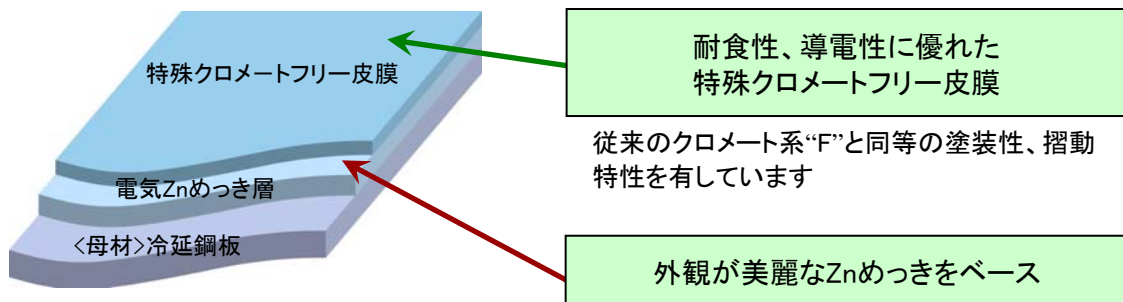 特殊クロメートフリー皮膜
電気Znめっき層
<母材>冷延鋼板
耐食性、導電性に優れた
特殊クロメートフリー皮膜
従来のクロメート系“F”と同等の塗装性、摺動
特性を有しています
外観が美麗なZnめっきをベース